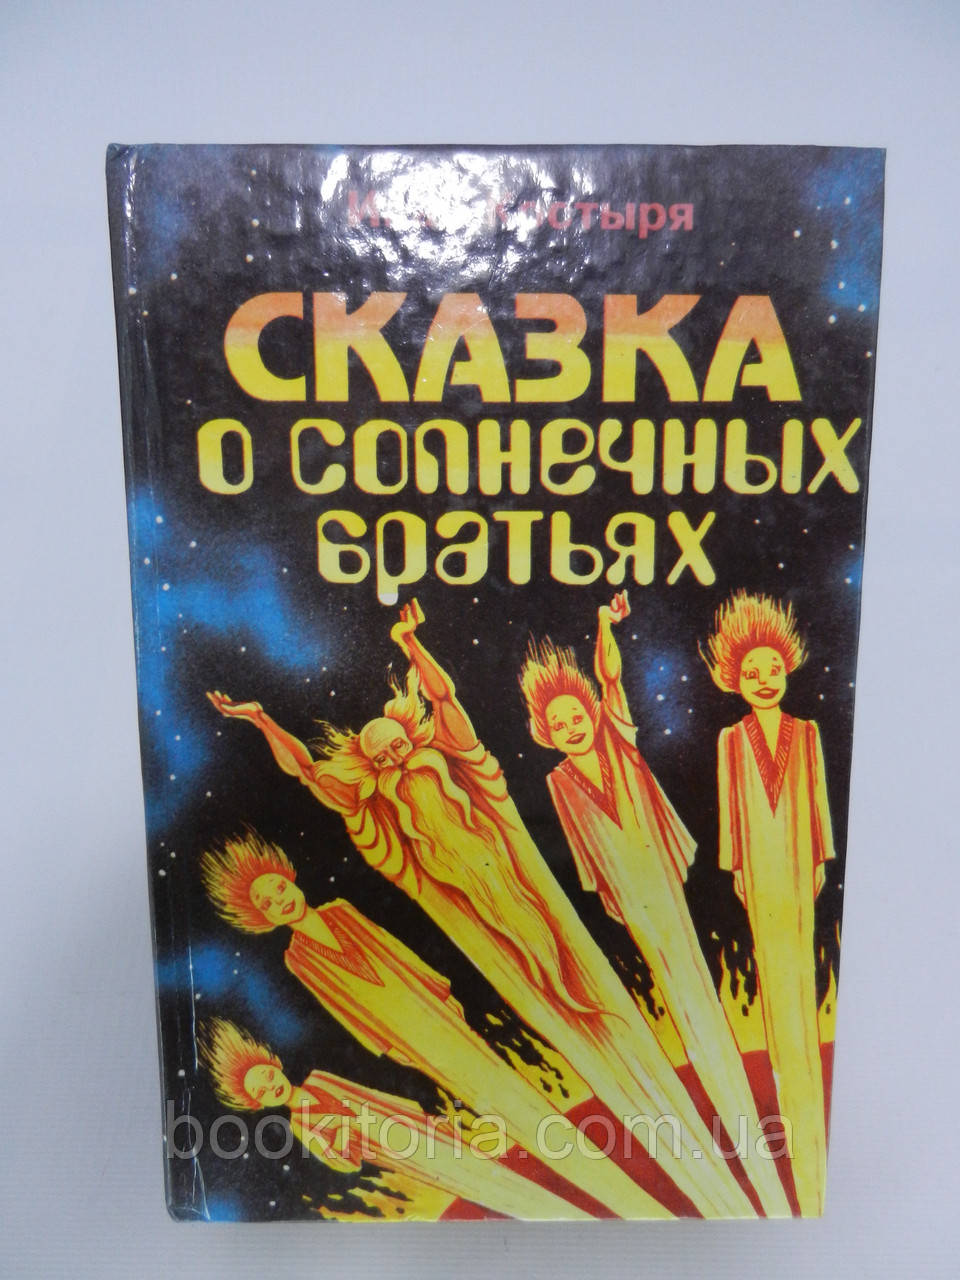 Костыря
СКАЗКА
о солнечных
братьях
bookitoria.com.ua